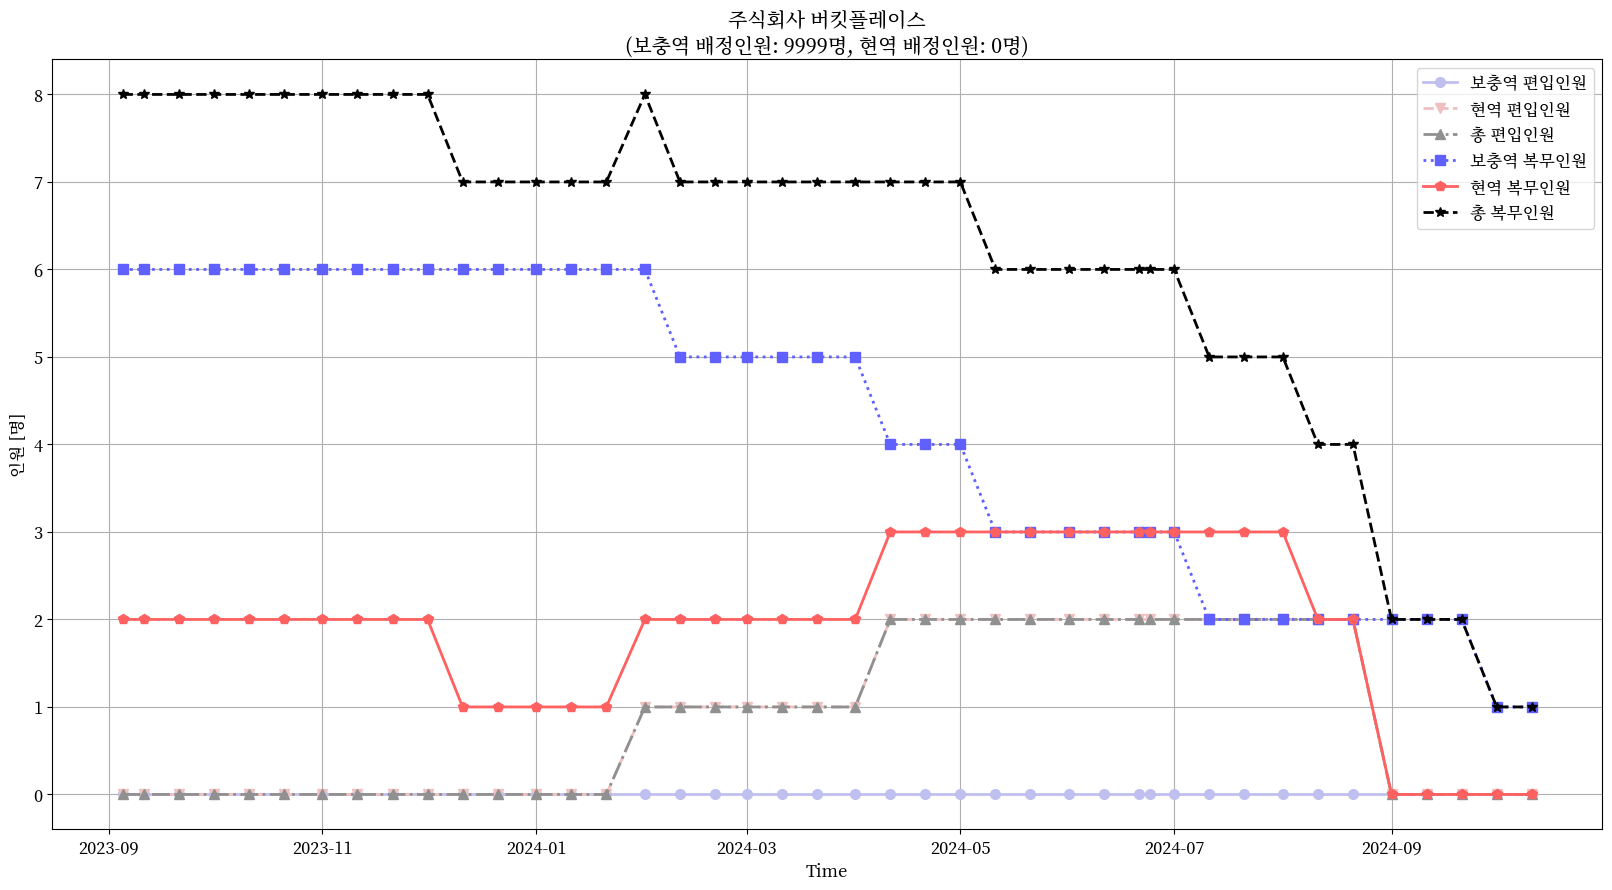 주식회사 버킷플레이스
(보충역 배정인원: 9999명, 현역 배정인원: 0명)
보충역 편입인원
현역 편입인원
총 편입인원
보충역 복무인원
현역 복무인원
총 복무인원
인원 [명]
8
7
6
5
4
3
2
1
0
2023-09
2023-11
2024-01
2024-03
2024-05
2024-07
2024-09
Time